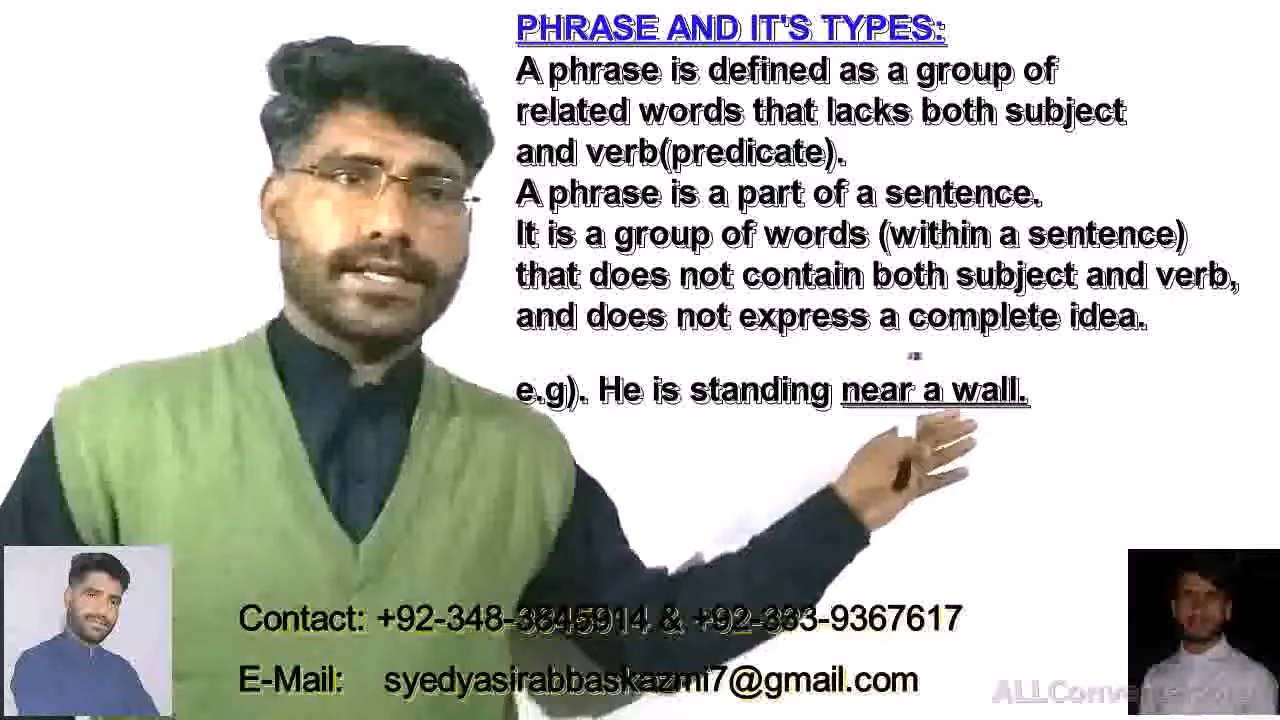 PHRASE AND IT'S TYPES:
A phrase is defined as a group of
related words that lacks both subject
and verb(predicate).
A phrase is a part of a sentence.
It is a group of words (within a sentence)
that does not contain both subject and verb,
and does not express a complete idea.
e.g). He is standing near a wall.
Contact: +92-348-3845914 & +92-333-9367617
E-Mail: syedyasirabbaskazmi7@gmail.com